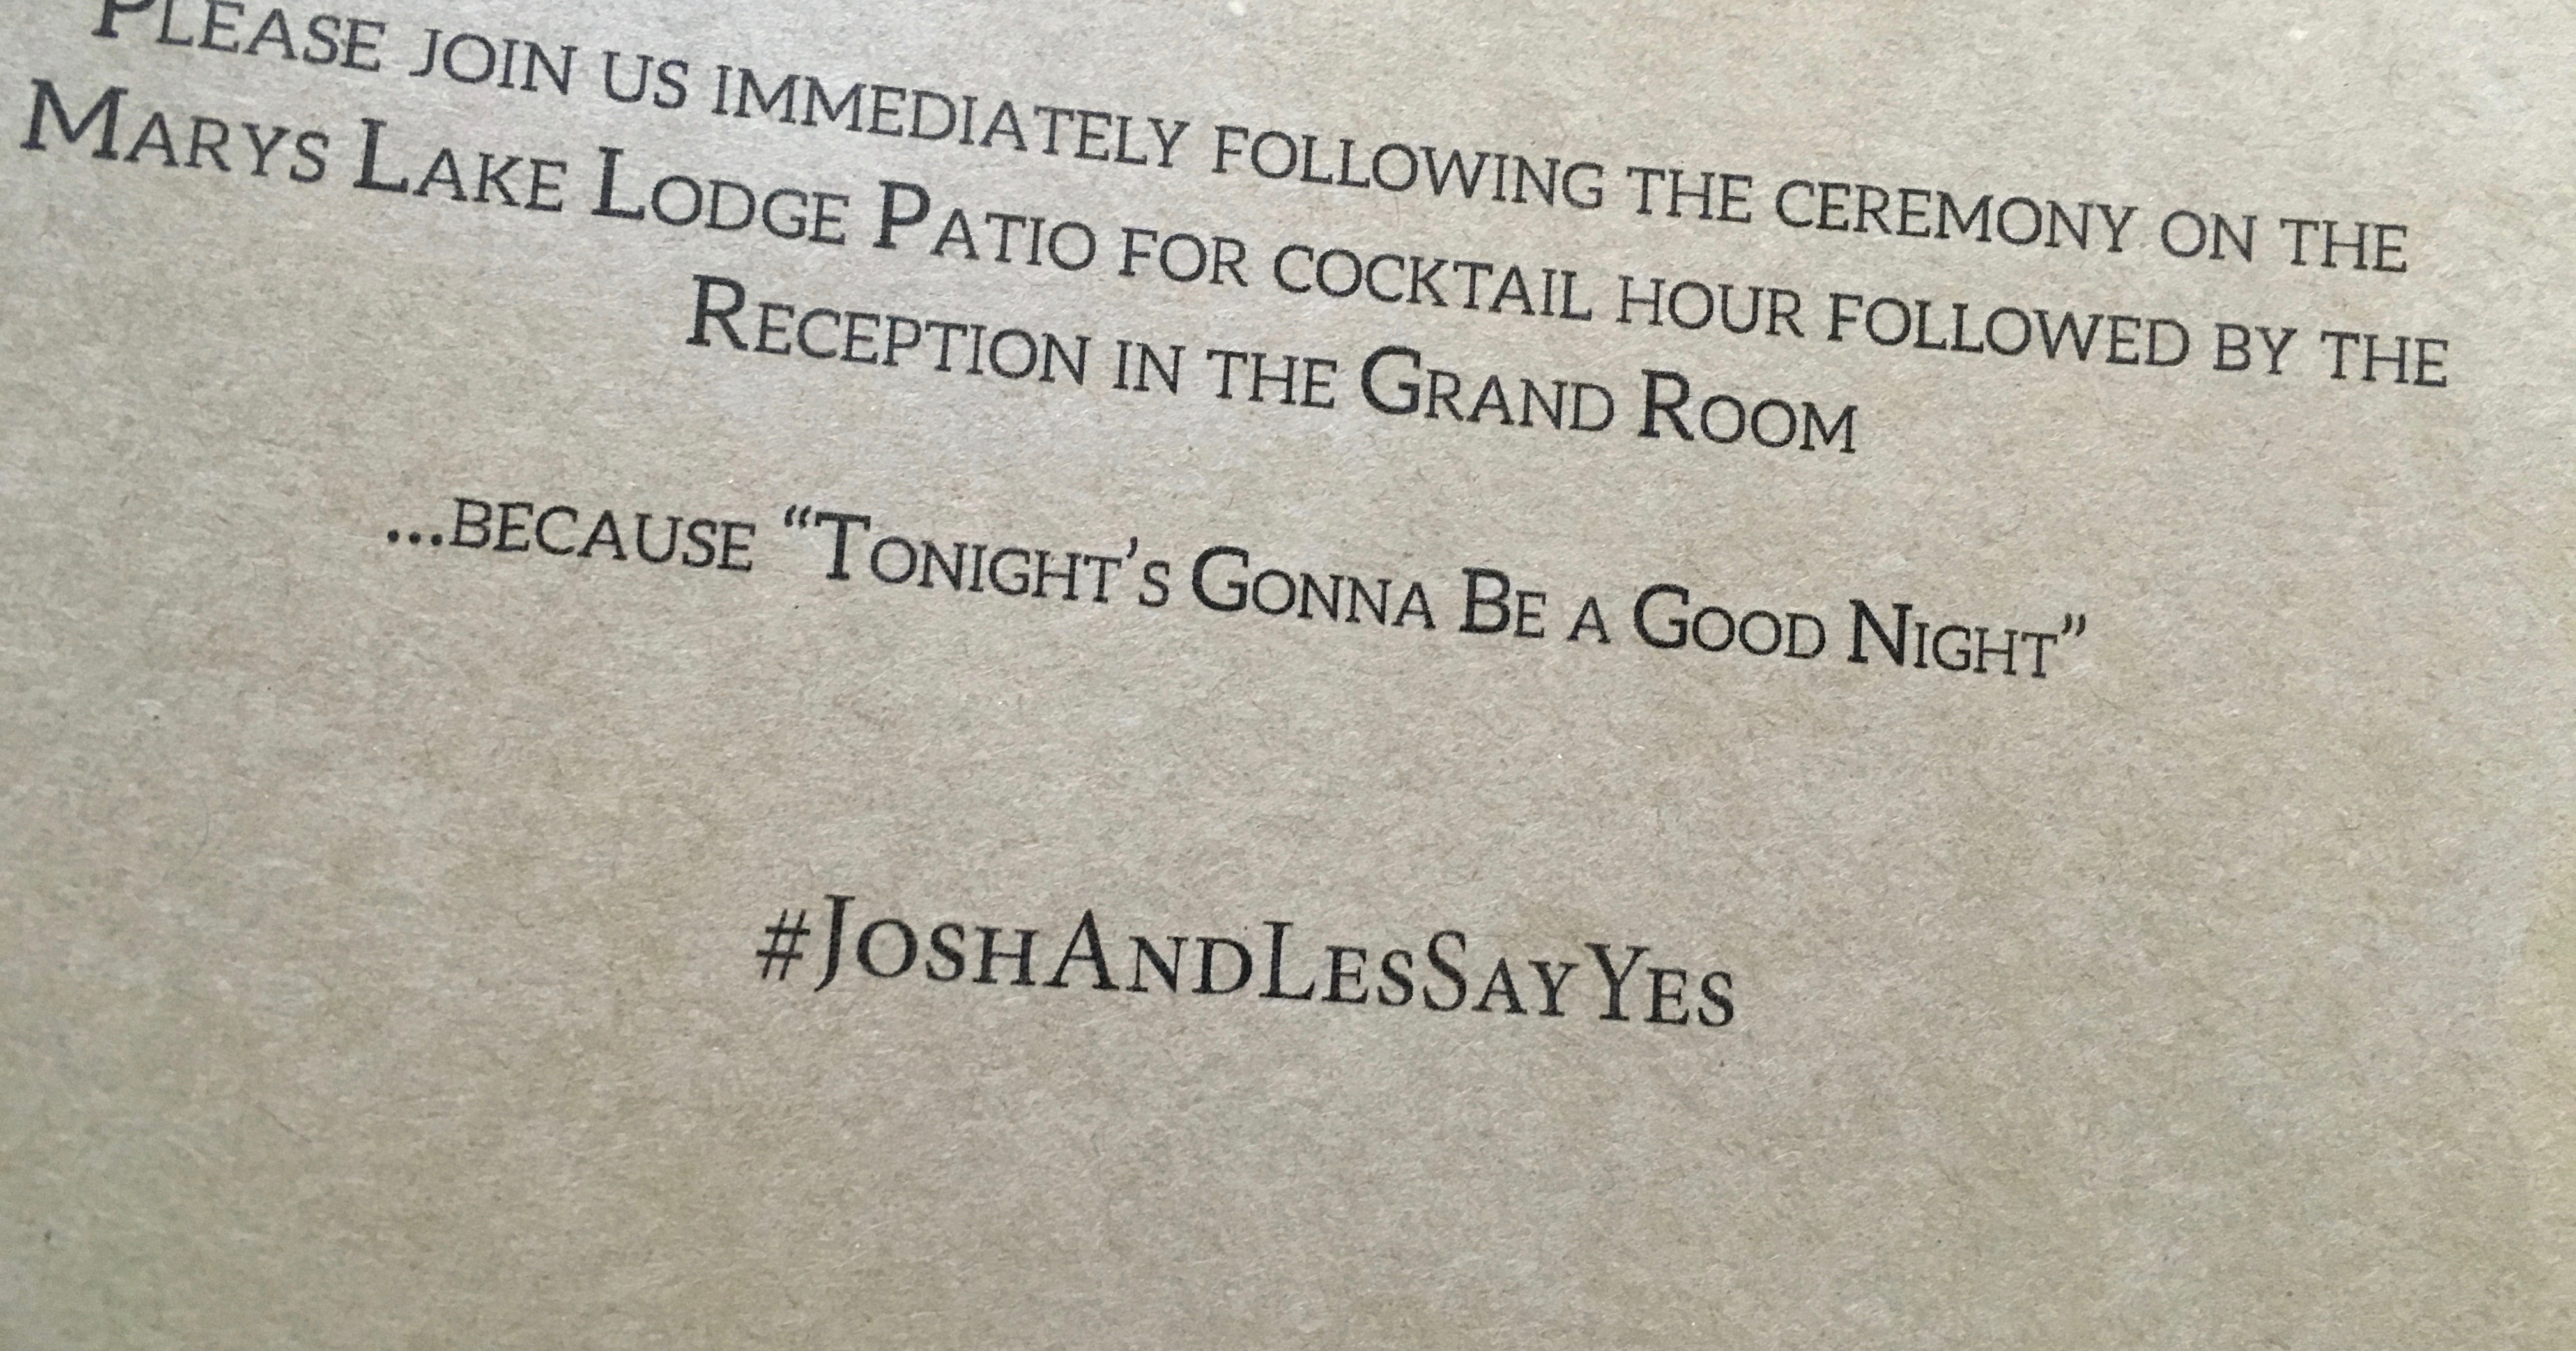 Please join us immediately following the ceremony on the
Marys Lake Lodge Patio for cocktail hour followed by the
Reception in the Grand Room
...because “Tonight’s Gonna Be a Good Night”
#JoshAndLesSayYes